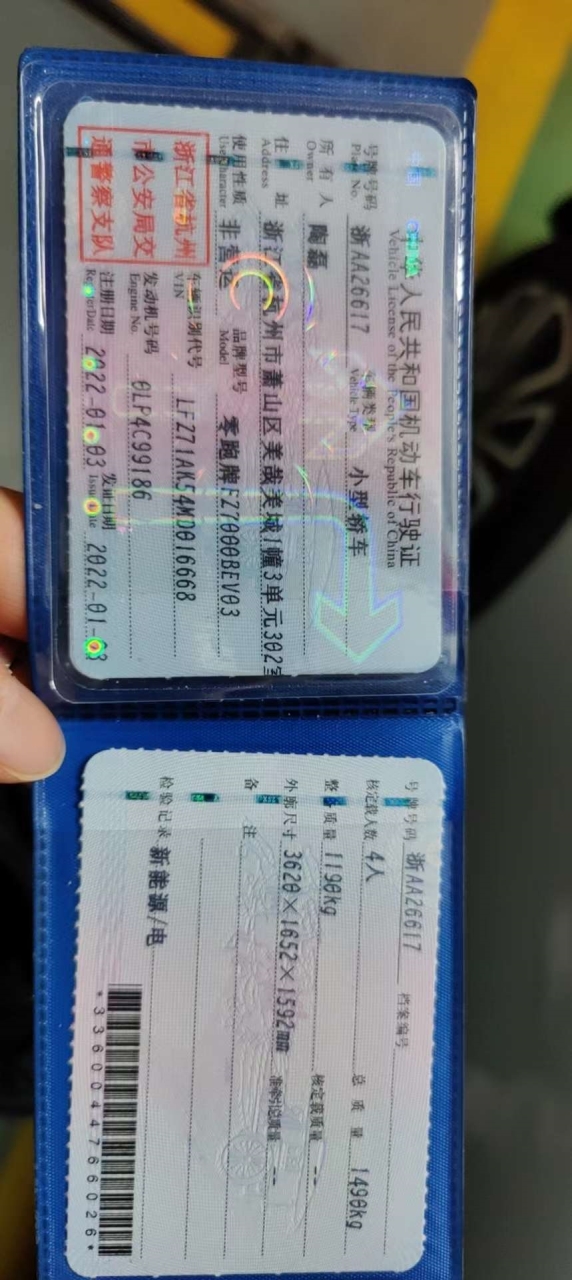 中华人民共和国机动车行驶证
Vehicle License of the People's Republic of China
号牌号码 浙AA26617 车辆类型 小型轿车
Plate No. Vehicle Type
所有人 陶磊
Owner
住址 州市萧山区美哉美城1幢3单元302室
Address
使用性质 非营运 品牌型号 零跑牌FZ7000BEV03
Use Character Model
浙江省杭州
市公安局交
通警察支队
车辆识别代号
VIN
发动机号码 0LP4C99186
Engine No.
注册日期 2022-01-03 发证日期 2022-01-03
Register Date Issue Date
号牌号码 浙AA26617 档案编号
核定载人数 4人 总质量 1490kg
整备质量 1190kg 核定载质量 --
外廓尺寸 3620×1652×1592mm 准牵引总质量 --
备注
检验记录 新能源/电
*3360044766026*